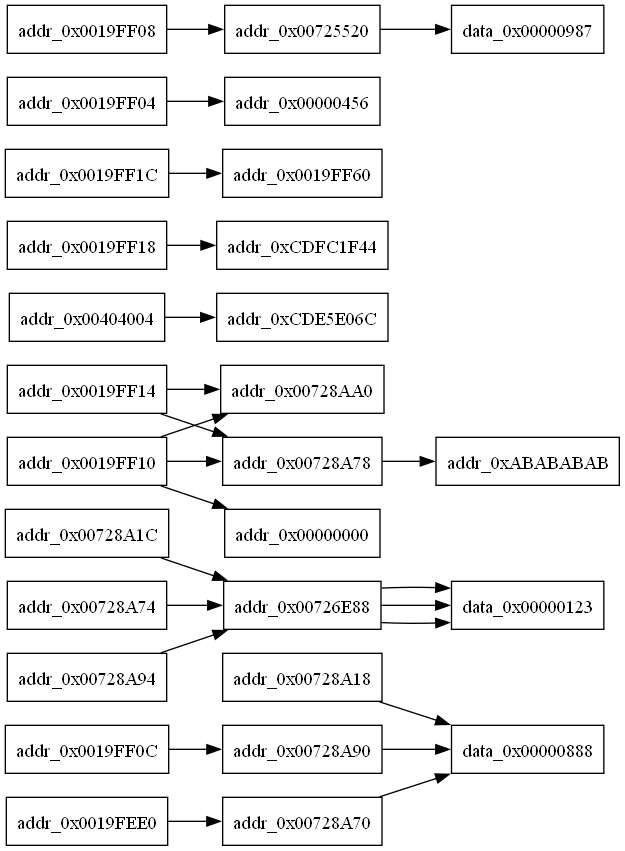 addr_0x0019FF08
addr_0x00725520
data_0x00000987
addr_0x0019FF04
addr_0x00000456
addr_0x0019FF1C
addr_0x0019FF60
addr_0x0019FF18
addr_0xCDFC1F44
addr_0x00404004
addr_0xCDE5E06C
addr_0x0019FF14
addr_0x00728AA0
addr_0x0019FF10
addr_0x00728A78
addr_0xABABABAB
addr_0x00728A1C
addr_0x00000000
addr_0x00728A74
addr_0x00726E88
data_0x00000123
addr_0x00728A94
addr_0x00728A18
addr_0x0019FF0C
addr_0x00728A90
data_0x00000888
addr_0x0019FEE0
addr_0x00728A70